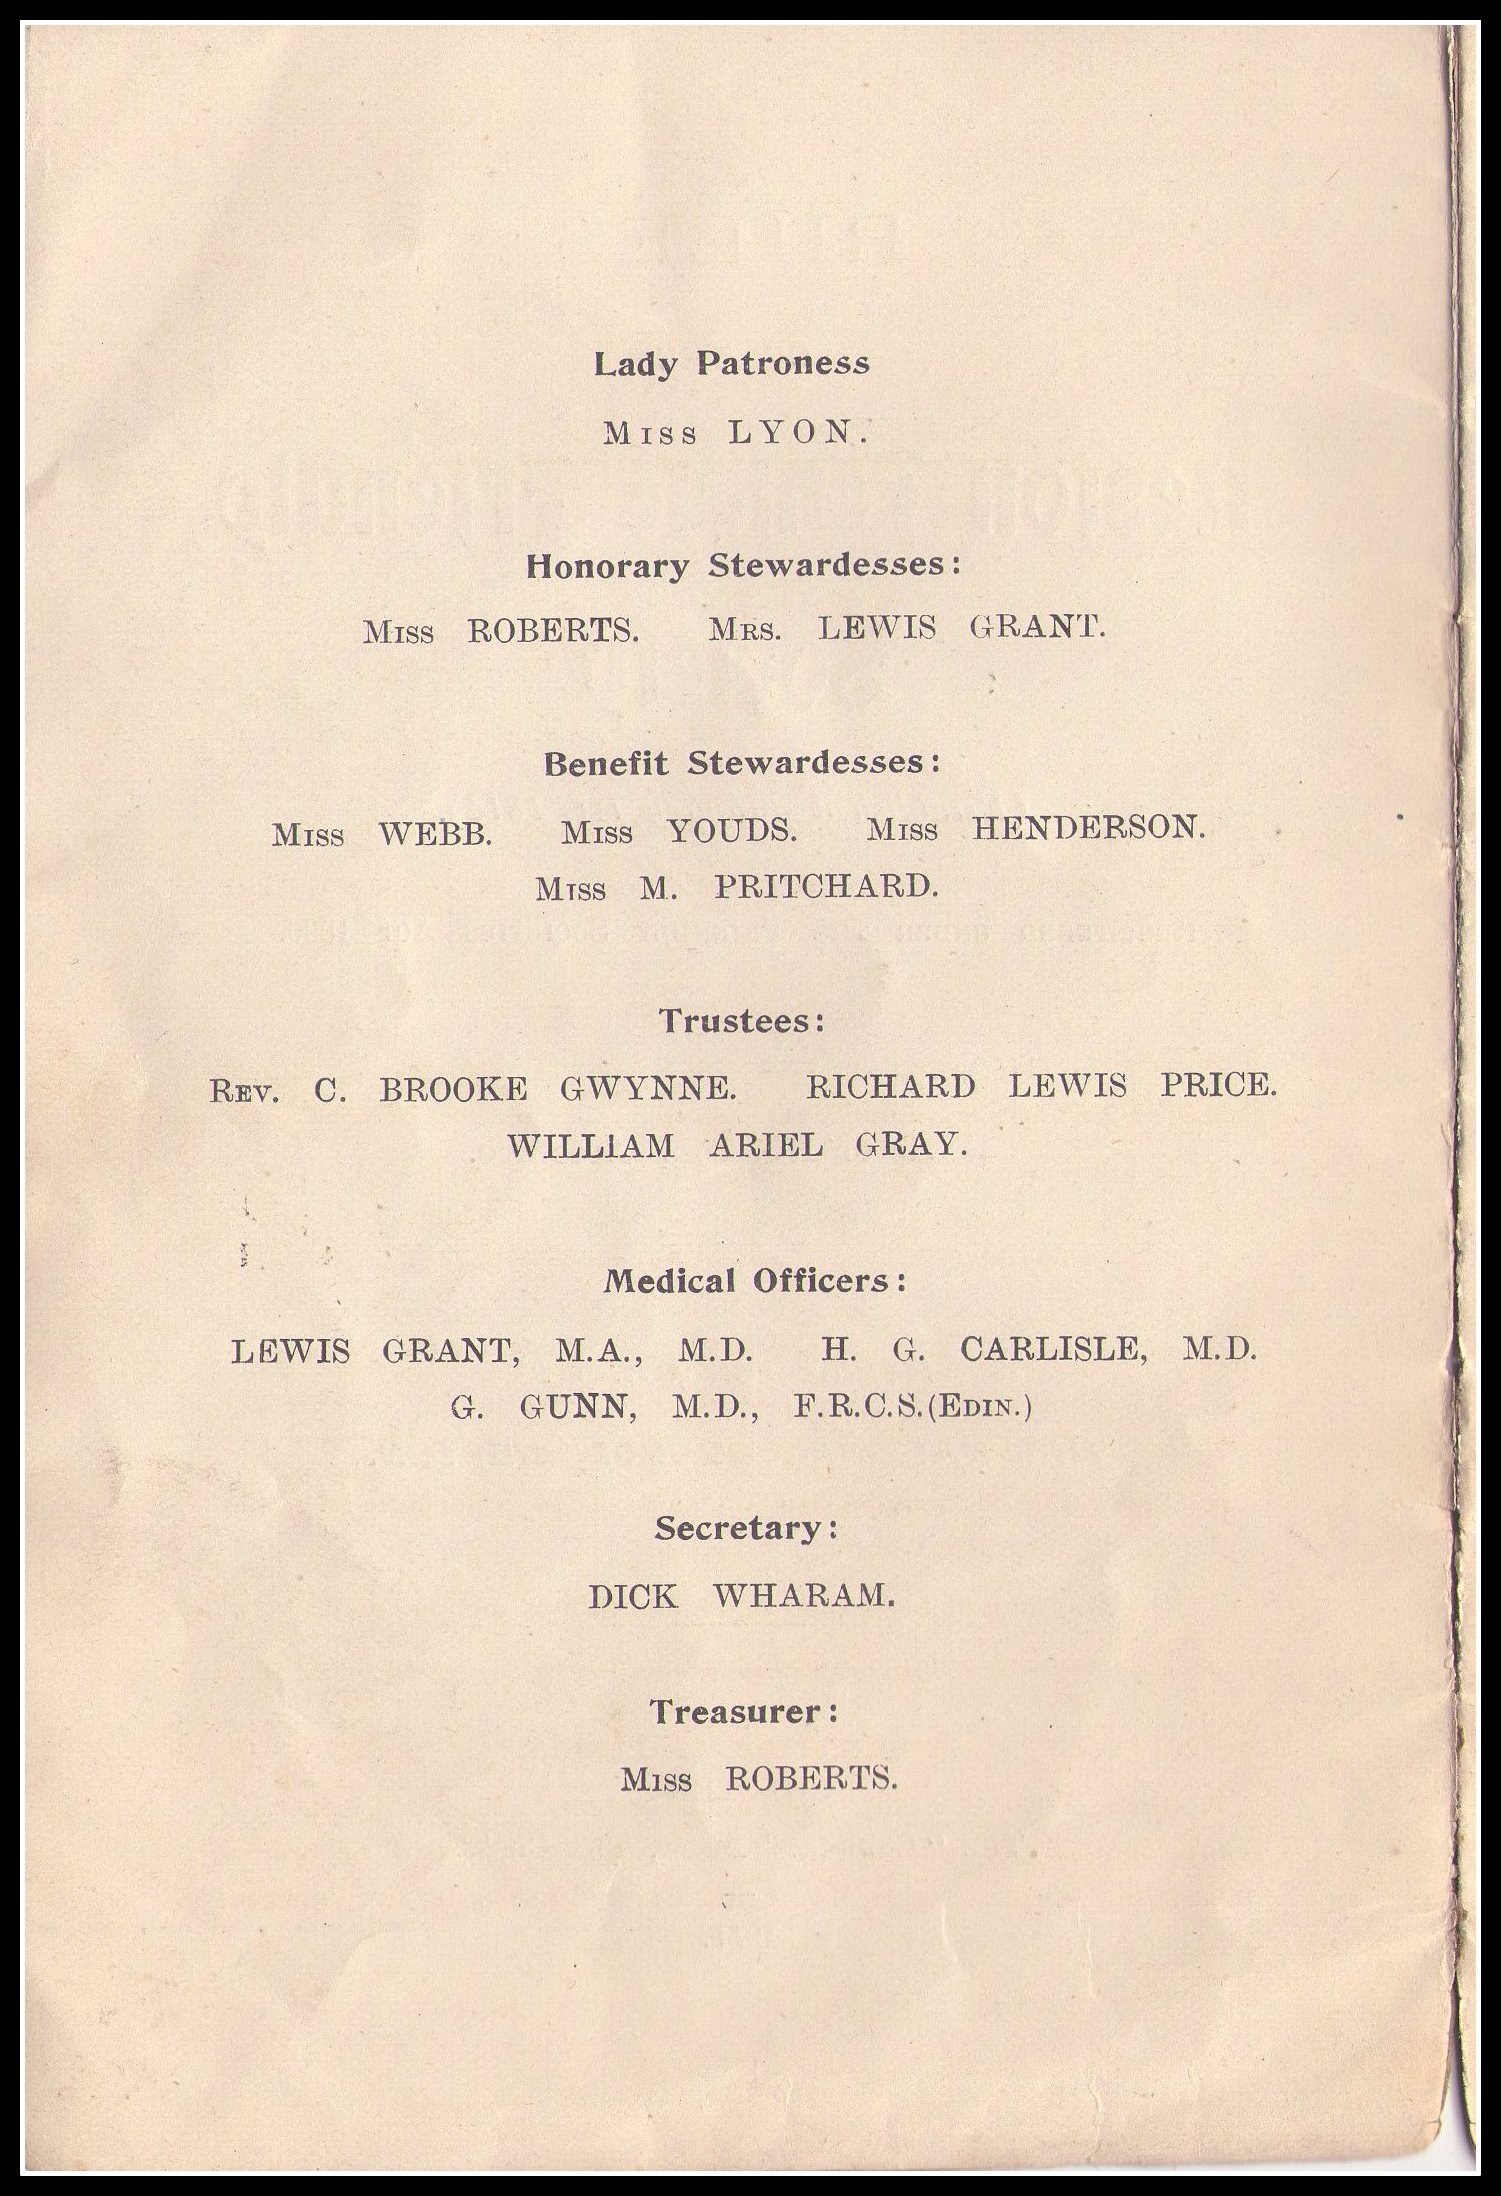 Lady Patroness
Miss LYON.
Honorary Stewardesses:
Miss ROBERTS. Mrs. LEWIS GRANT.
Benefit Stewardesses:
Miss WEBB. Miss YOUDS. Miss HENDERSON.
Miss M. PRITCHARD.
Trustees:
Rev. C. BROOKE GWYNNE. RICHARD LEWIS PRICE.
WILLIAM ARIEL GRAY.
Medical Officers:
LEWIS GRANT, M.A., M.D. H. G. CARLISLE, M.D.
G. GUNN, M.D., F.R.C.S.(Edin.)
Secretary:
DICK WHARAM.
Treasurer:
Miss ROBERTS.